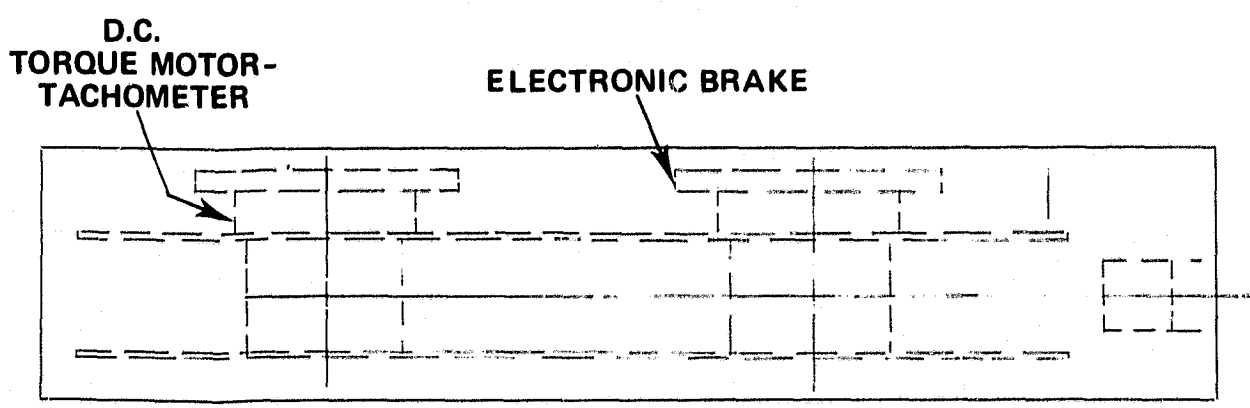 D.C.
TORQUE MOTOR-
TACHOMETER
ELECTRONIC BRAKE